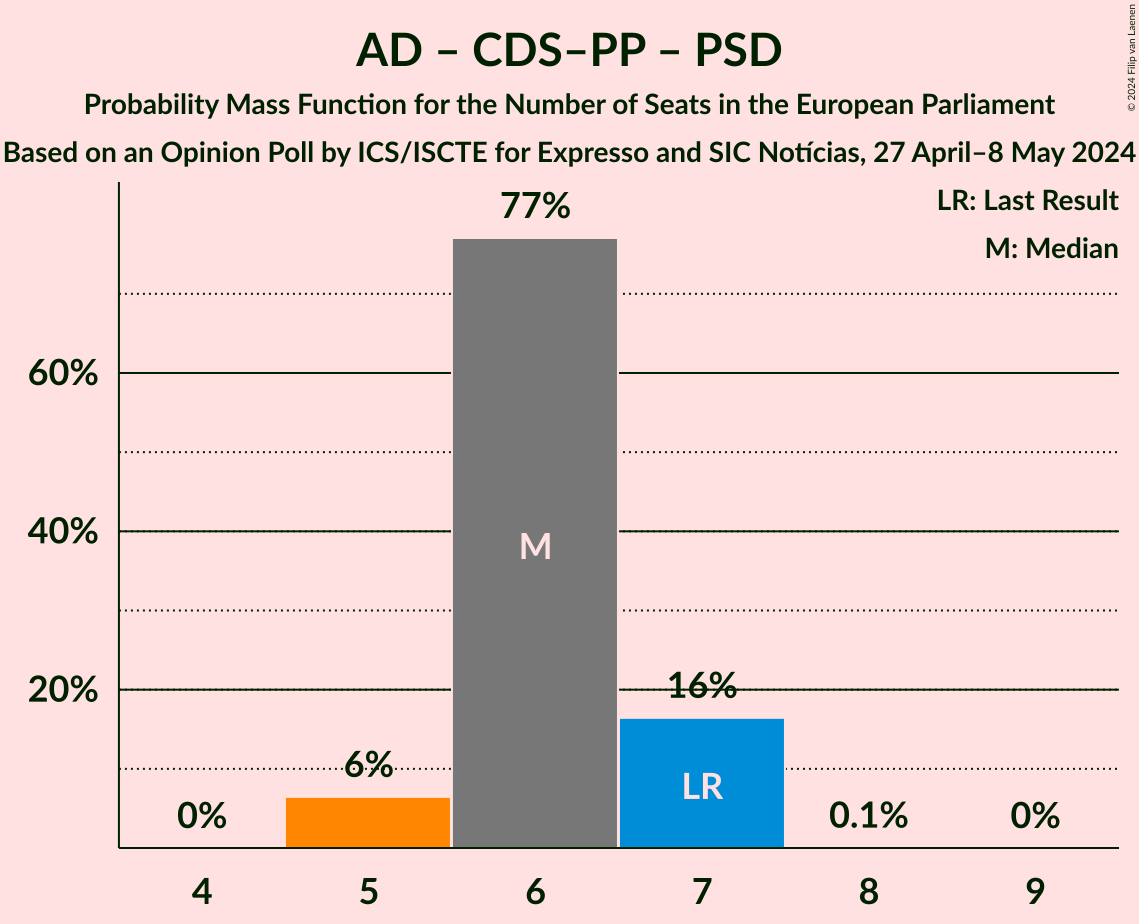 AD – CDS–PP – PSD
Probability Mass Function for the Number of Seats in the European Parliament
Based on an Opinion Poll by ICS/ISCTE for Expresso and SIC Notícias, 27 April–8 May 2024
© 2024 Filip van Laenen
LR: Last Result
M: Median
77%
60%
40%
20%
M
16%
LR
6%
0%
0.1%
0%
4 5 6 7 8 9